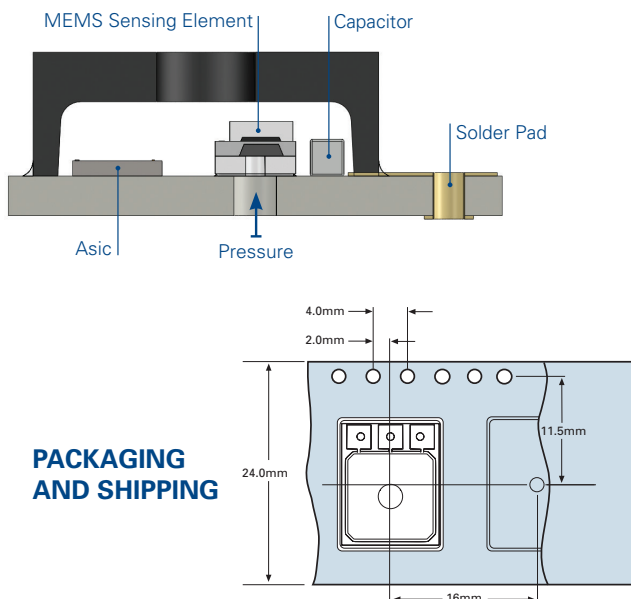 MEMS Sensing Element
Capacitor
Solder Pad
Asic
Pressure
4.0mm
2.0mm
11.5mm
PACKAGING
AND SHIPPING
24.0mm
16mm